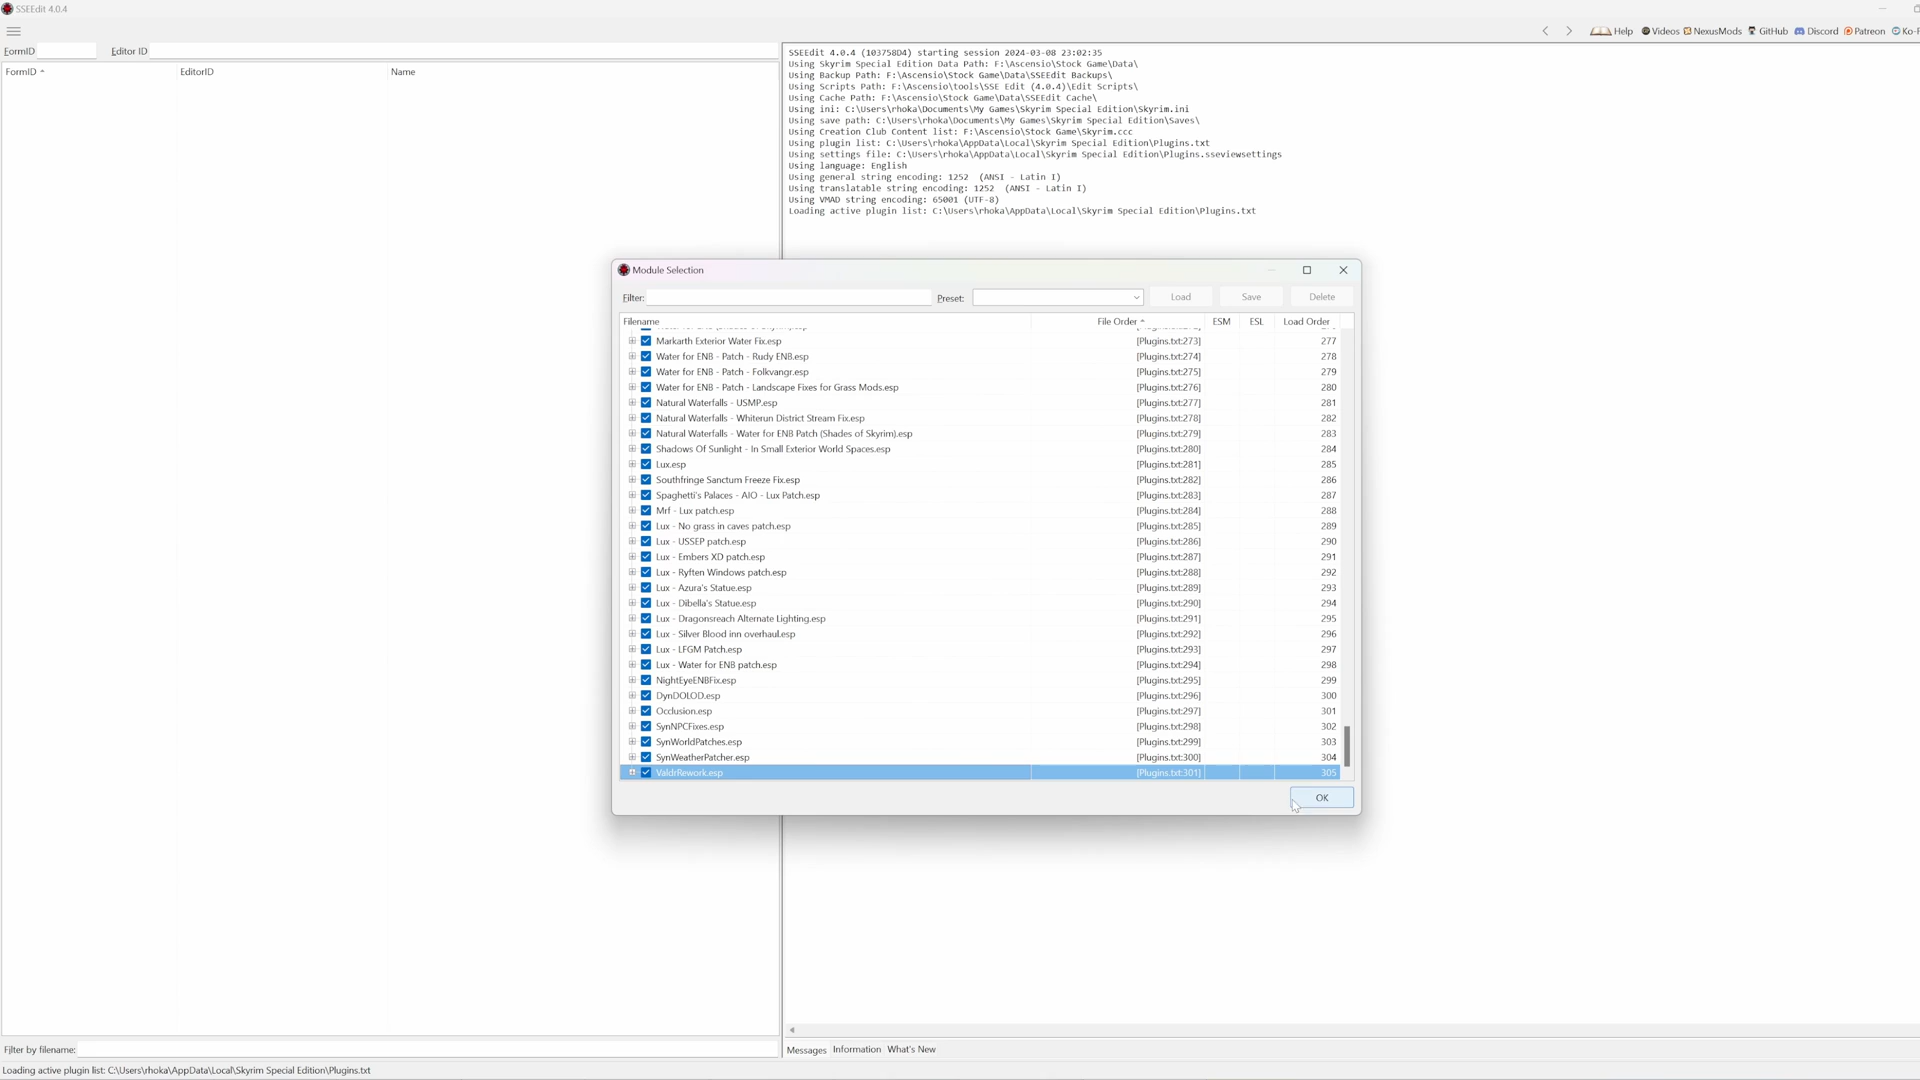 SSEEdit 4.0.4
Help Videos NexusMods GitHub Discord Patreon Ko-F
FormID Editor ID
FormID EditorID Name
SSEEdit 4.0.4 (103758D4) starting session 2024-03-08 23:02:35
Using Skyrim Special Edition Data Path: F:\Ascensio\Stock Game\Data\
Using Backup Path: F:\Ascensio\Stock Game\Data\SSEEdit Backups\
Using Scripts Path: F:\Ascensio\tools\SSE Edit (4.0.4)\Edit Scripts\
Using Cache Path: F:\Ascensio\Stock Game\Data\SSEEdit Cache\
Using ini: C:\Users\rhoka\Documents\My Games\Skyrim Special Edition\Skyrim.ini
Using save path: C:\Users\rhoka\Documents\My Games\Skyrim Special Edition\Saves\
Using Creation Club Content list: F:\Ascensio\Stock Game\Skyrim.ccc
Using plugin list: C:\Users\rhoka\AppData\Local\Skyrim Special Edition\Plugins.txt
Using settings file: C:\Users\rhoka\AppData\Local\Skyrim Special Edition\Plugins.sseviewsettings
Using language: English
Using general string encoding: 1252 (ANSI - Latin I)
Using translatable string encoding: 1252 (ANSI - Latin I)
Using VMAD string encoding: 65001 (UTF-8)
Loading active plugin list: C:\Users\rhoka\AppData\Local\Skyrim Special Edition\Plugins.txt
Module Selection
Filter: Preset: Load Save Delete
Filename File Order ESM ESL Load Order
Markarth Exterior Water Fix.esp [Plugins.txt:273] 277
Water for ENB - Patch - Rudy ENB.esp [Plugins.txt:274] 278
Water for ENB - Patch - Folkvangr.esp [Plugins.txt:275] 279
Water for ENB - Patch - Landscape Fixes for Grass Mods.esp [Plugins.txt:276] 280
Natural Waterfalls - USMP.esp [Plugins.txt:277] 281
Natural Waterfalls - Whiterun District Stream Fix.esp [Plugins.txt:278] 282
Natural Waterfalls - Water for ENB Patch (Shades of Skyrim).esp [Plugins.txt:279] 283
Shadows Of Sunlight - In Small Exterior World Spaces.esp [Plugins.txt:280] 284
Lux.esp [Plugins.txt:281] 285
Southfringe Sanctum Freeze Fix.esp [Plugins.txt:282] 286
Spaghetti's Palaces - AIO - Lux Patch.esp [Plugins.txt:283] 287
Mrf - Lux patch.esp [Plugins.txt:284] 288
Lux - No grass in caves patch.esp [Plugins.txt:285] 289
Lux - USSEP patch.esp [Plugins.txt:286] 290
Lux - Embers XD patch.esp [Plugins.txt:287] 291
Lux - Ryften Windows patch.esp [Plugins.txt:288] 292
Lux - Azura's Statue.esp [Plugins.txt:289] 293
Lux - Dibella's Statue.esp [Plugins.txt:290] 294
Lux - Dragonsreach Alternate Lighting.esp [Plugins.txt:291] 295
Lux - Silver Blood inn overhaul.esp [Plugins.txt:292] 296
Lux - LFGM Patch.esp [Plugins.txt:293] 297
Lux - Water for ENB patch.esp [Plugins.txt:294] 298
NightEyeENBFix.esp [Plugins.txt:295] 299
DynDOLOD.esp [Plugins.txt:296] 300
Occlusion.esp [Plugins.txt:297] 301
SynNPCFixes.esp [Plugins.txt:298] 302
SynWorldPatches.esp [Plugins.txt:299] 303
SynWeatherPatcher.esp [Plugins.txt:300] 304
ValdrRework.esp [Plugins.txt:301] 305
OK
Filter by filename: Messages Information What's New
Loading active plugin list: C:\Users\rhoka\AppData\Local\Skyrim Special Edition\Plugins.txt